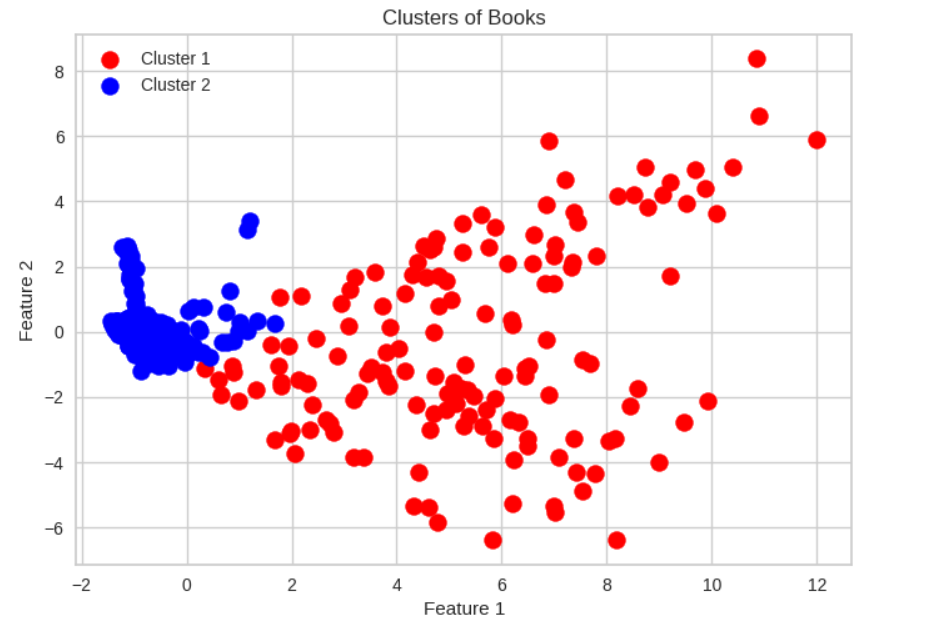 Clusters of Books
Cluster 1
Cluster 2
8
6
4
2
0
−2
−4
−6
Feature 2
−2 0 2 4 6 8 10 12
Feature 1